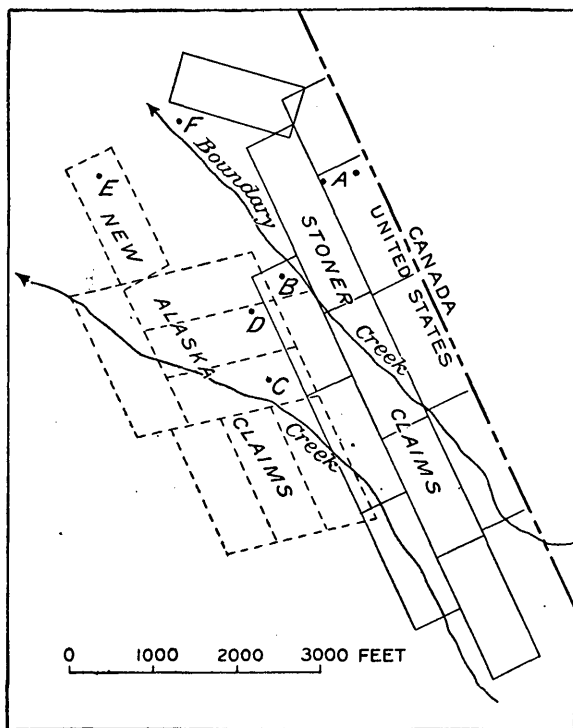 F
Boundary
A
E
NEW
STONER
CANADA
UNITED STATES
B
ALASKA
D
Creek
C
CLAIMS
CLAIMS
Creek
0 1000 2000 3000 FEET